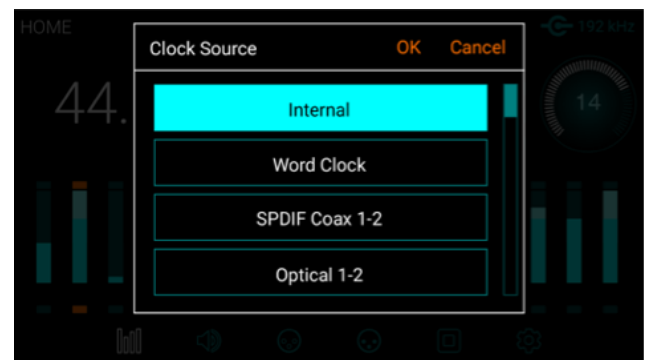 HOME
192 kHz
Clock Source OK Cancel
44.
14
Internal
Word Clock
SPDIF Coax 1-2
Optical 1-2